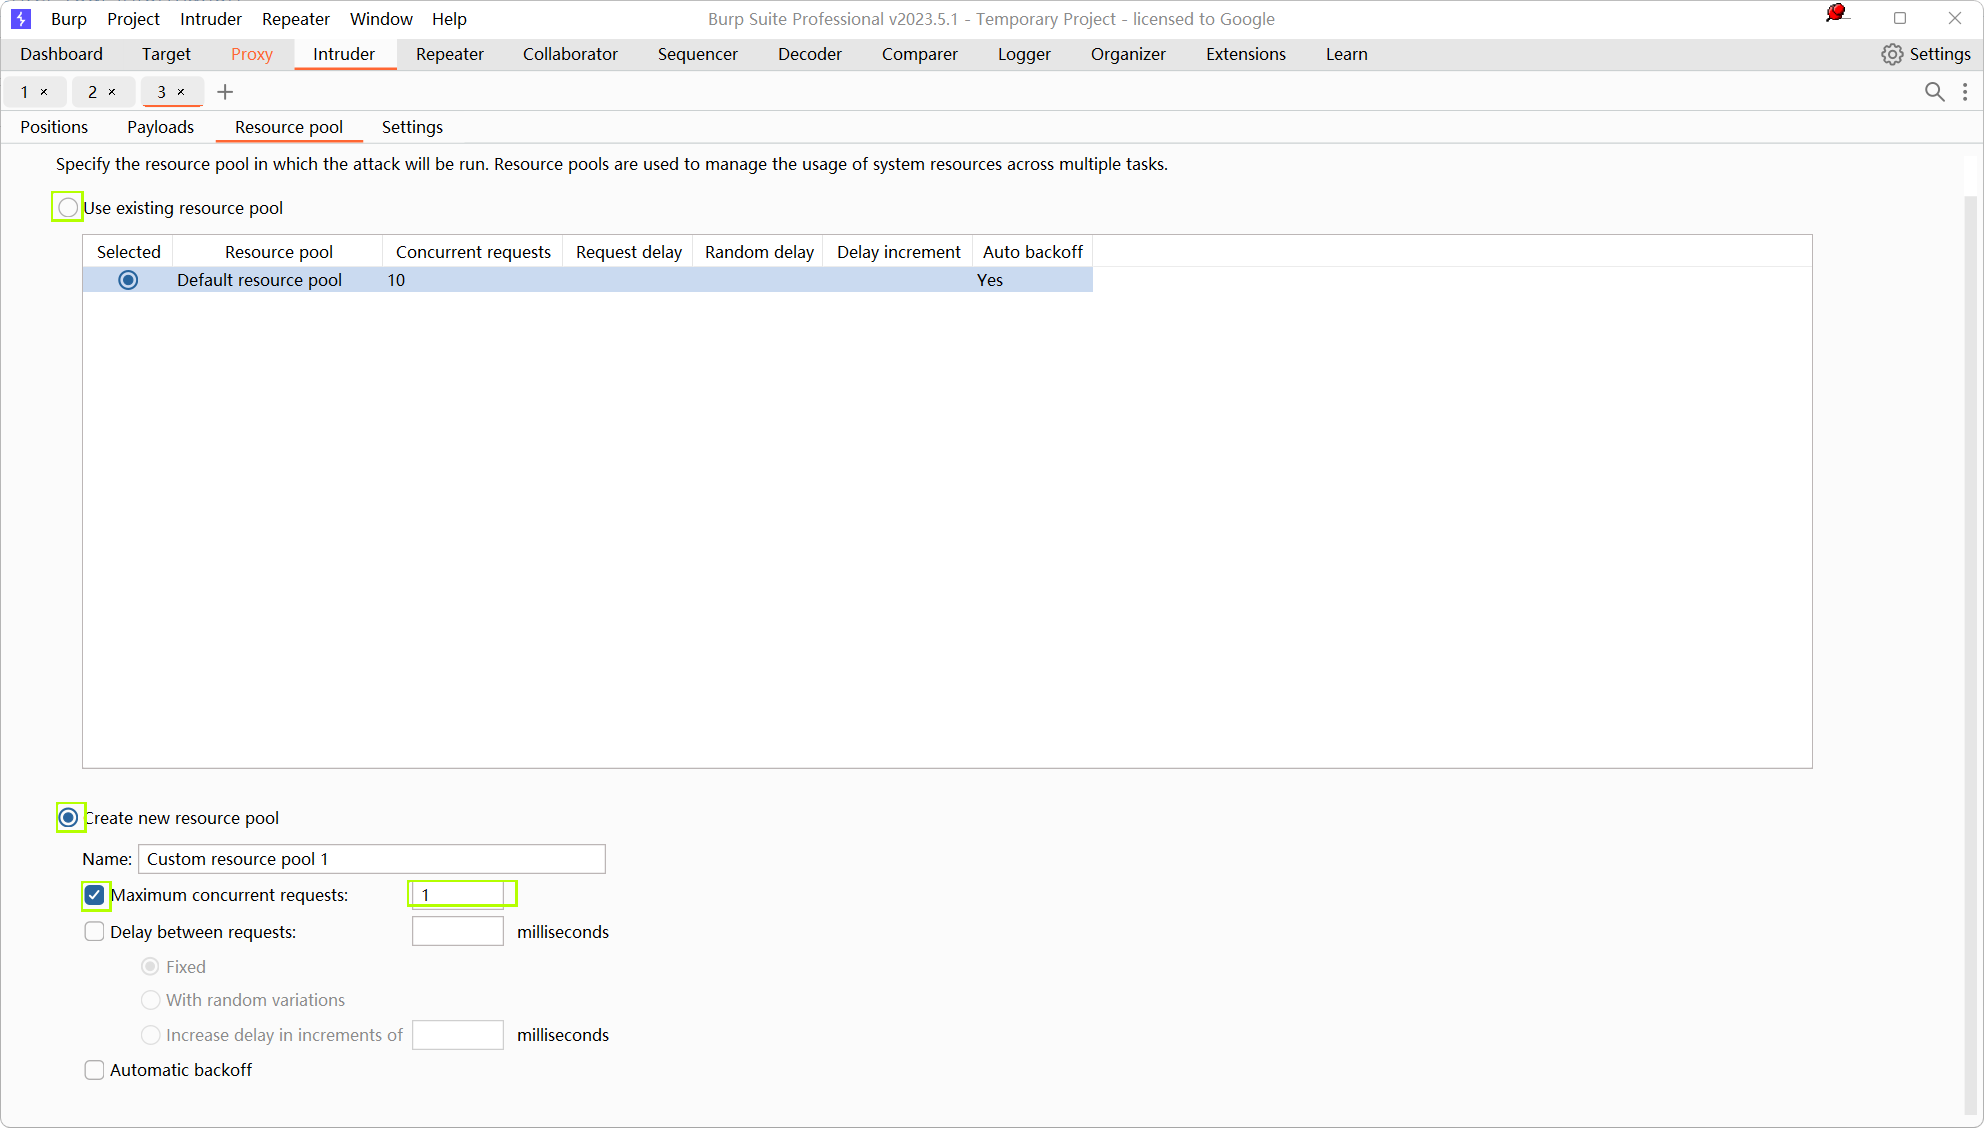 Burp Project Intruder Repeater Window Help Burp Suite Professional v2023.5.1 - Temporary Project - licensed to Google
Dashboard Target Proxy Intruder Repeater Collaborator Sequencer Decoder Comparer Logger Organizer Extensions Learn Settings
1 × 2 × 3 × +
Positions Payloads Resource pool Settings
Specify the resource pool in which the attack will be run. Resource pools are used to manage the usage of system resources across multiple tasks.
Use existing resource pool
Selected Resource pool Concurrent requests Request delay Random delay Delay increment Auto backoff
Default resource pool 10 Yes
Create new resource pool
Name: Custom resource pool 1
Maximum concurrent requests: 1
Delay between requests: milliseconds
Fixed
With random variations
Increase delay in increments of milliseconds
Automatic backoff